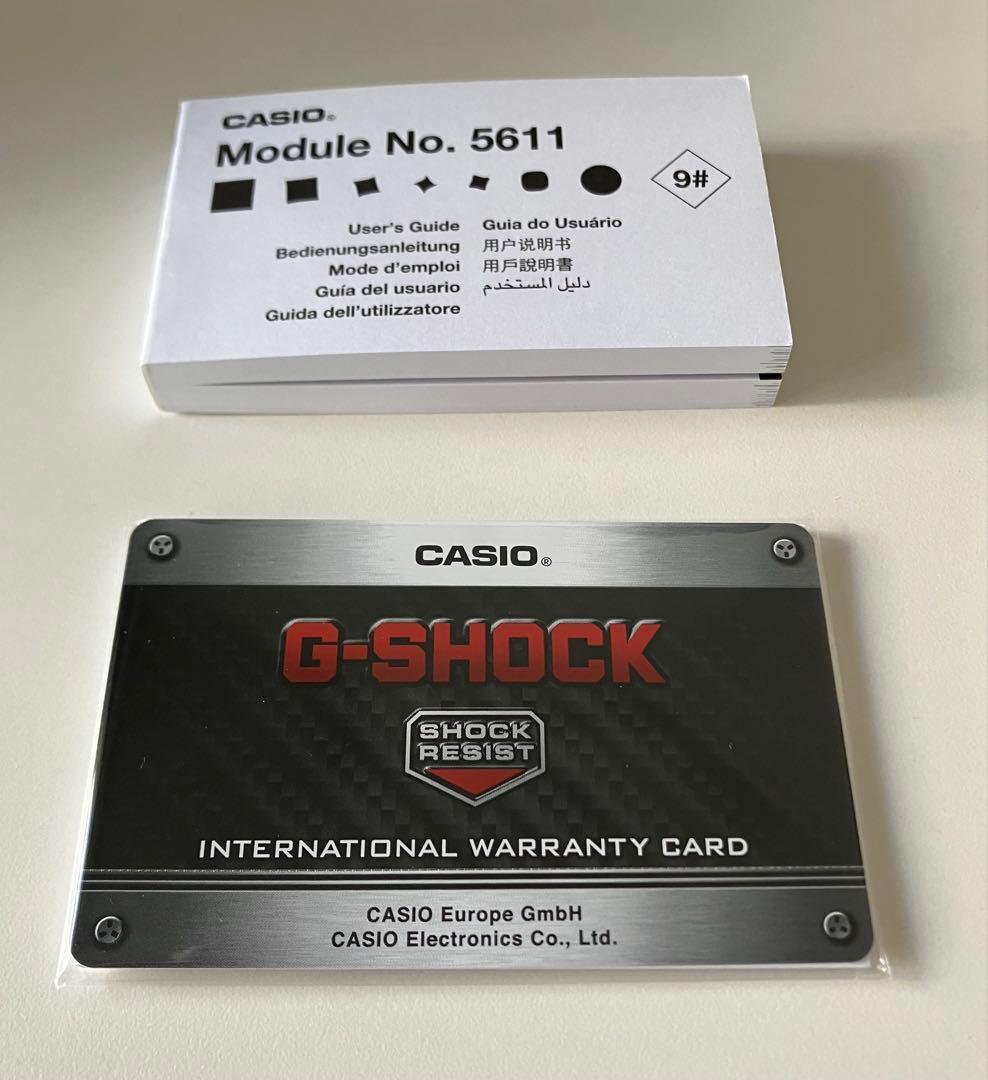 CASIO®
Module No. 5611
9#
User's Guide
Bedienungsanleitung
Mode d'emploi
Guía del usuario
Guida dell'utilizzatore
Guia do Usuário
用户说明书
用戶說明書
دليل المستخدم
CASIO®
G-SHOCK
SHOCK
RESIST
INTERNATIONAL WARRANTY CARD
CASIO Europe GmbH
CASIO Electronics Co., Ltd.